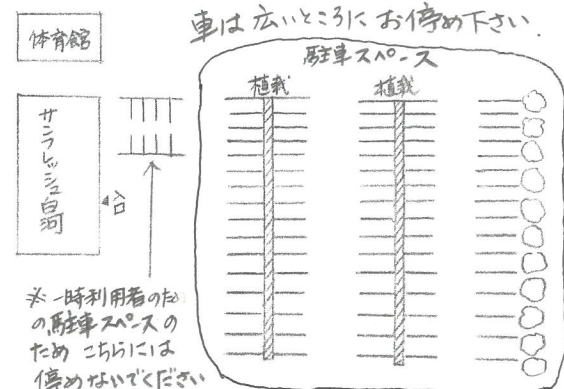 車は広いところにお停め下さい.
体育館
駐車スペース
植栽
植栽
サンフレッシュ白河
入口
※一時利用者のため
の駐車スペースの
ため こちらには
停めないでください